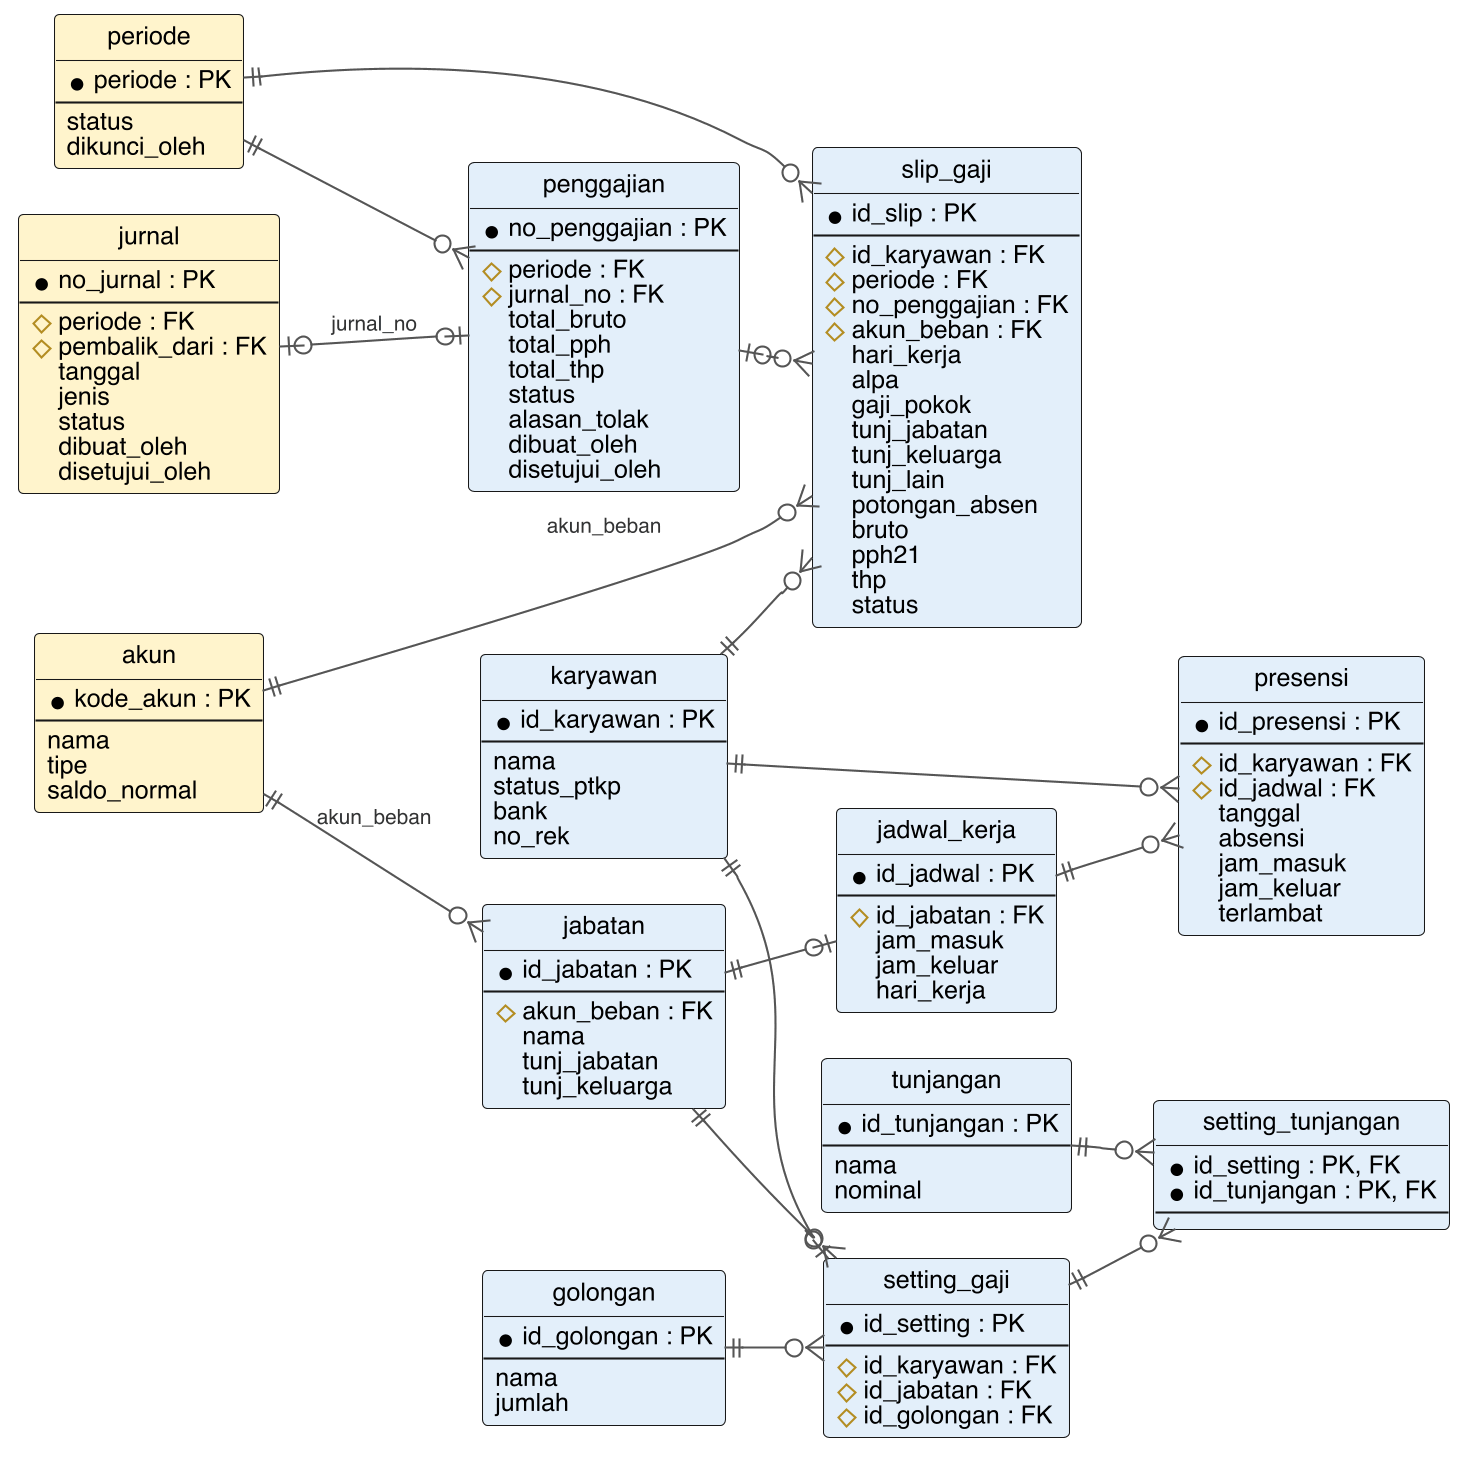 periode
periode : PK
status
dikunci_oleh
jurnal
no_jurnal : PK
periode : FK
pembalik_dari : FK
tanggal
jenis
status
dibuat_oleh
disetujui_oleh
jurnal_no
penggajian
no_penggajian : PK
periode : FK
jurnal_no : FK
total_bruto
total_pph
total_thp
status
alasan_tolak
dibuat_oleh
disetujui_oleh
slip_gaji
id_slip : PK
id_karyawan : FK
periode : FK
no_penggajian : FK
akun_beban : FK
hari_kerja
alpa
gaji_pokok
tunj_jabatan
tunj_keluarga
tunj_lain
potongan_absen
bruto
pph21
thp
status
akun_beban
akun
kode_akun : PK
nama
tipe
saldo_normal
akun_beban
karyawan
id_karyawan : PK
nama
status_ptkp
bank
no_rek
presensi
id_presensi : PK
id_karyawan : FK
id_jadwal : FK
tanggal
absensi
jam_masuk
jam_keluar
terlambat
jadwal_kerja
id_jadwal : PK
id_jabatan : FK
jam_masuk
jam_keluar
hari_kerja
jabatan
id_jabatan : PK
akun_beban : FK
nama
tunj_jabatan
tunj_keluarga
tunjangan
id_tunjangan : PK
nama
nominal
setting_tunjangan
id_setting : PK, FK
id_tunjangan : PK, FK
golongan
id_golongan : PK
nama
jumlah
setting_gaji
id_setting : PK
id_karyawan : FK
id_jabatan : FK
id_golongan : FK